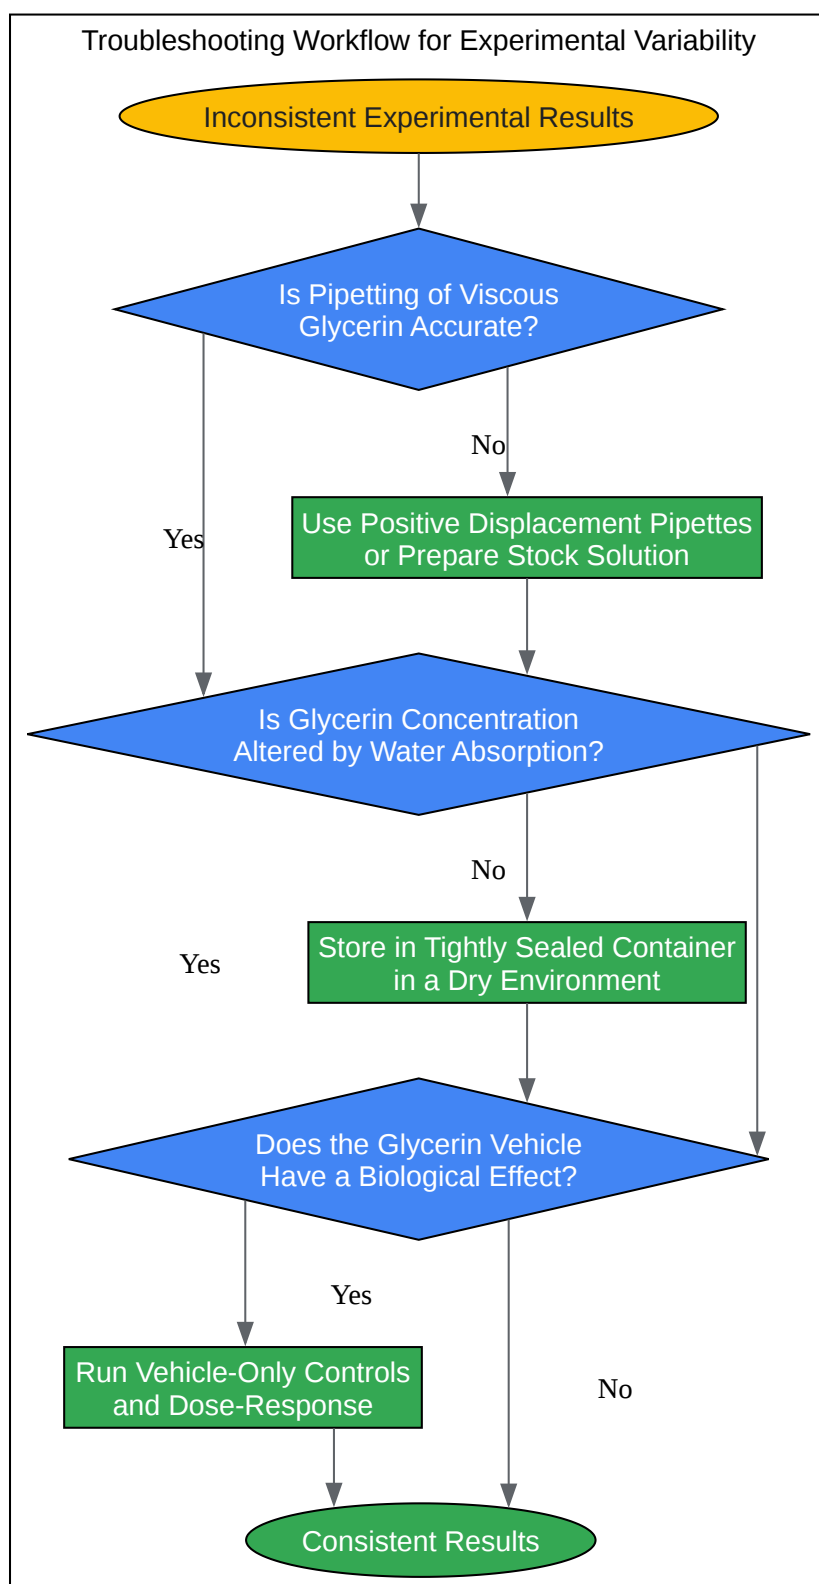 Troubleshooting Workflow for Experimental Variability
Inconsistent Experimental Results
Is Pipetting of Viscous
Glycerin Accurate?
No
Use Positive Displacement Pipettes
or Prepare Stock Solution
Yes
Is Glycerin Concentration
Altered by Water Absorption?
No
Store in Tightly Sealed Container
in a Dry Environment
Yes
Does the Glycerin Vehicle
Have a Biological Effect?
Yes
Run Vehicle-Only Controls
and Dose-Response
No
Consistent Results